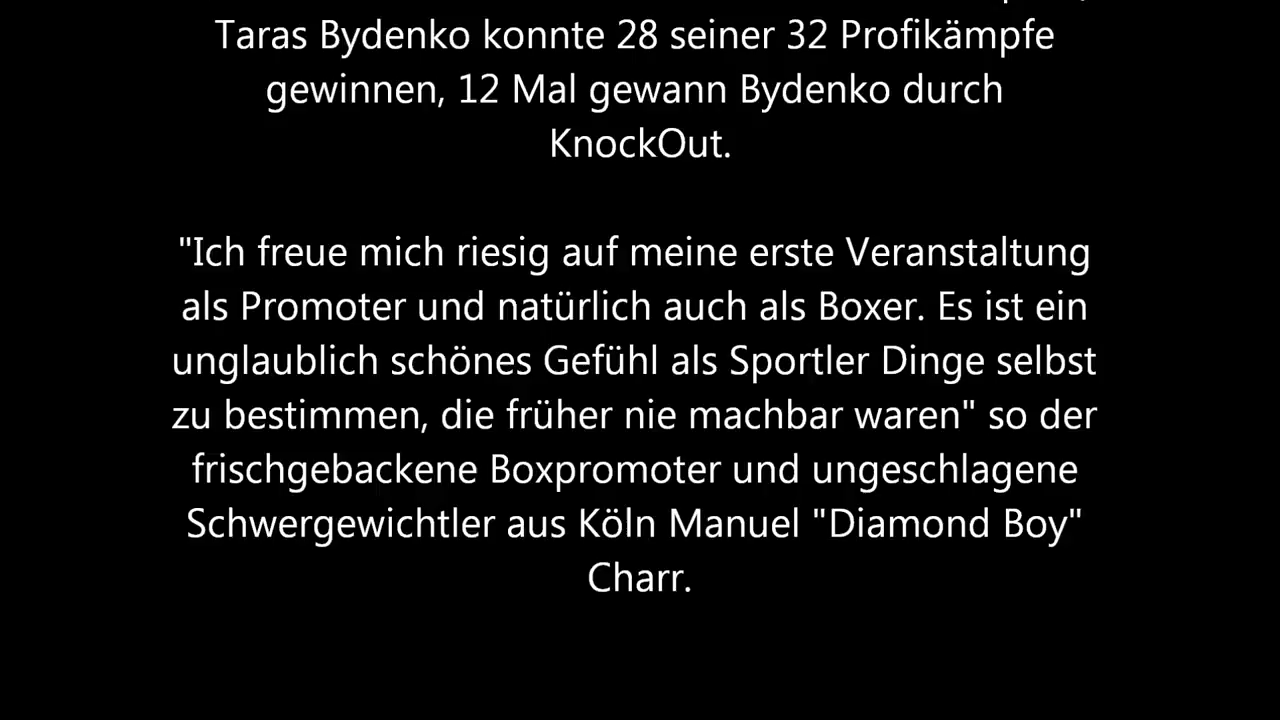 Taras Bydenko konnte 28 seiner 32 Profikämpfe
gewinnen, 12 Mal gewann Bydenko durch
KnockOut.
"Ich freue mich riesig auf meine erste Veranstaltung
als Promoter und natürlich auch als Boxer. Es ist ein
unglaublich schönes Gefühl als Sportler Dinge selbst
zu bestimmen, die früher nie machbar waren" so der
frischgebackene Boxpromoter und ungeschlagene
Schwergewichtler aus Köln Manuel "Diamond Boy"
Charr.